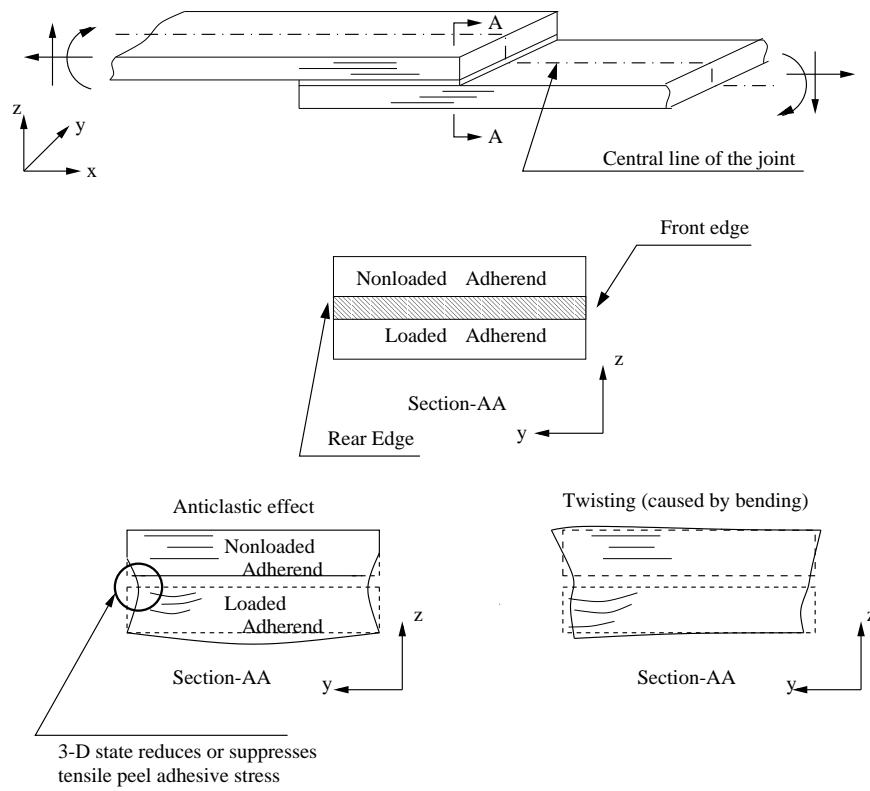 A
z
y
x
A
Central line of the joint
Front edge
Nonloaded Adherend
Loaded Adherend
z
Section-AA
y
Rear Edge
Anticlastic effect
Nonloaded
Adherend
Loaded
Adherend
z
Section-AA
y
3-D state reduces or suppresses
tensile peel adhesive stress
Twisting (caused by bending)
z
Section-AA
y